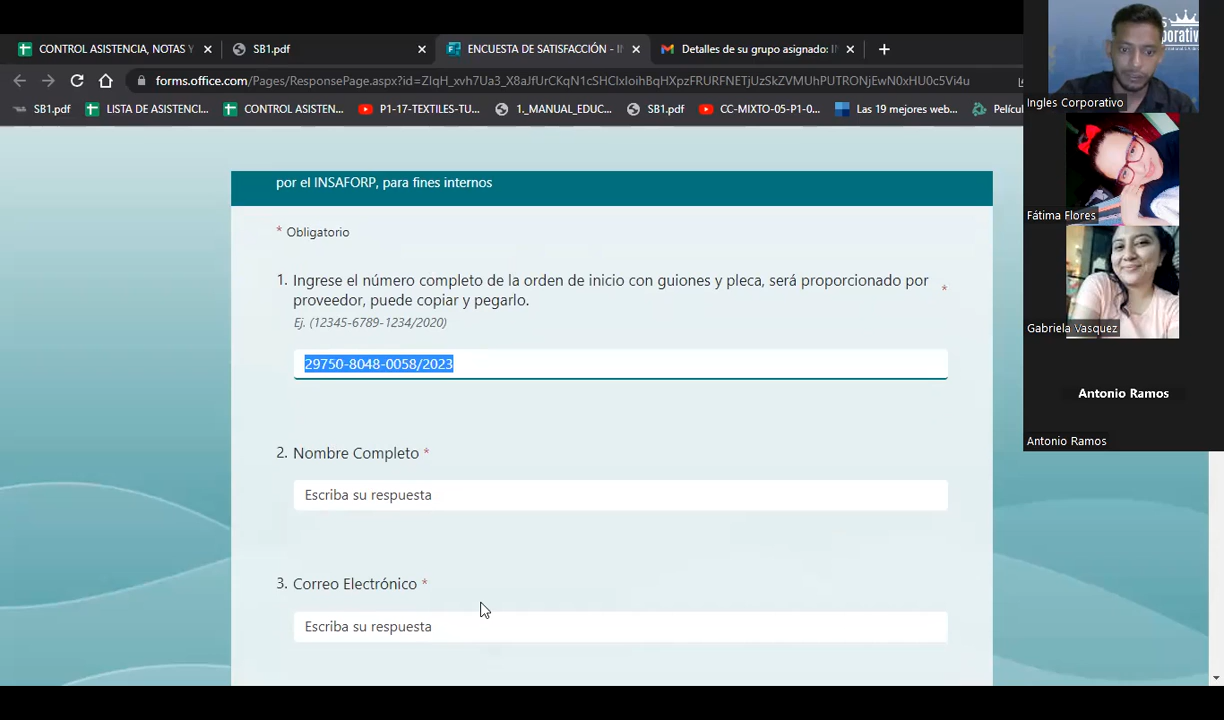 CONTROL ASISTENCIA, NOTAS Y
SB1.pdf
ENCUESTA DE SATISFACCIÓN - IN
Detalles de su grupo asignado: IN
forms.office.com/Pages/ResponsePage.aspx?id=
SB1.pdf
LISTA DE ASISTENCI...
CONTROL ASISTEN...
P1-17-TEXTILES-TU...
1._MANUAL_EDUC...
SB1.pdf
CC-MIXTO-05-P1-0...
Las 19 mejores web...
Películ
por el INSAFORP, para fines internos
* Obligatorio
1. Ingrese el número completo de la orden de inicio con guiones y pleca, será proporcionado por
proveedor, puede copiar y pegarlo. *
Ej. (12345-6789-1234/2020)
29750-8048-0058/2023
2. Nombre Completo *
Escriba su respuesta
3. Correo Electrónico *
Escriba su respuesta
Ingles Corporativo
Fátima Flores
Gabriela Vasquez
Antonio Ramos
Antonio Ramos